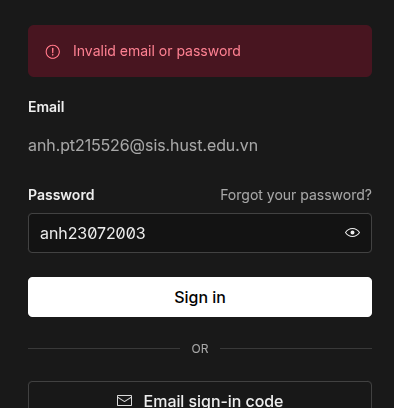 Invalid email or password
Email
anh.pt215526@sis.hust.edu.vn
Password Forgot your password?
anh23072003
Sign in
OR
Email sign-in code